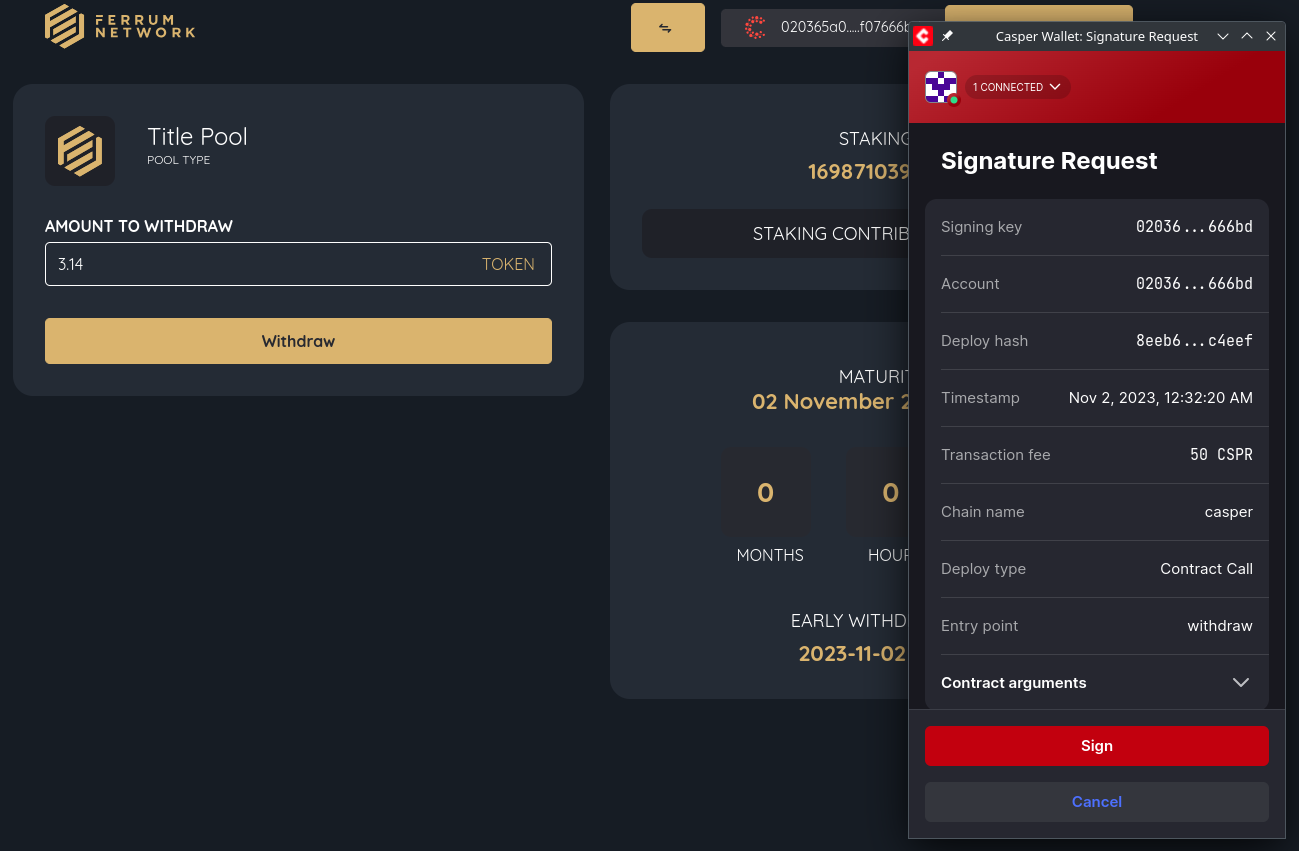 FERRUM
NETWORK
020365a0.....f07666b
Title Pool
POOL TYPE
AMOUNT TO WITHDRAW
3.14 TOKEN
Withdraw
STAKING
169871039
STAKING CONTRIB
MATURIT
02 November 2
0 0
MONTHS HOUR
EARLY WITHD
2023-11-02
Casper Wallet: Signature Request
1 CONNECTED
Signature Request
Signing key 02036...666bd
Account 02036...666bd
Deploy hash 8eeb6...c4eef
Timestamp Nov 2, 2023, 12:32:20 AM
Transaction fee 50 CSPR
Chain name casper
Deploy type Contract Call
Entry point withdraw
Contract arguments
Sign
Cancel